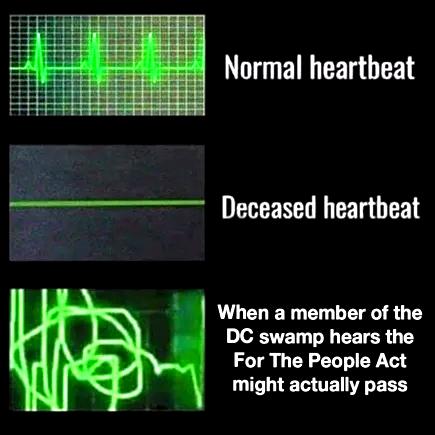 Normal heartbeat
Deceased heartbeat
When a member of the
DC swamp hears the
For The People Act
might actually pass